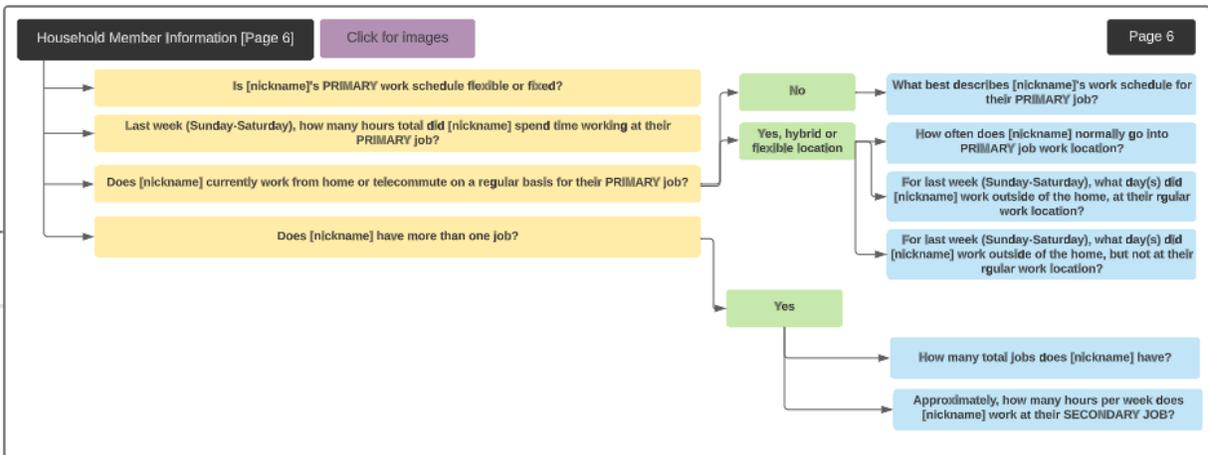 Household Member Information [Page 6]
Click for images
Page 6
Is [nickname]'s PRIMARY work schedule flexible or fixed?
Last week (Sunday-Saturday), how many hours total did [nickname] spend time working at their
PRIMARY job?
Does [nickname] currently work from home or telecommute on a regular basis for their PRIMARY job?
Does [nickname] have more than one job?
No
Yes, hybrid or
flexible location
What best describes [nickname]'s work schedule for
their PRIMARY job?
How often does [nickname] normally go into
PRIMARY job work location?
For last week (Sunday-Saturday), what day(s) did
[nickname] work outside of the home, at their rgular
work location?
For last week (Sunday-Saturday), what day(s) did
[nickname] work outside of the home, but not at their
rgular work location?
Yes
How many total jobs does [nickname] have?
Approximately, how many hours per week does
[nickname] work at their SECONDARY JOB?